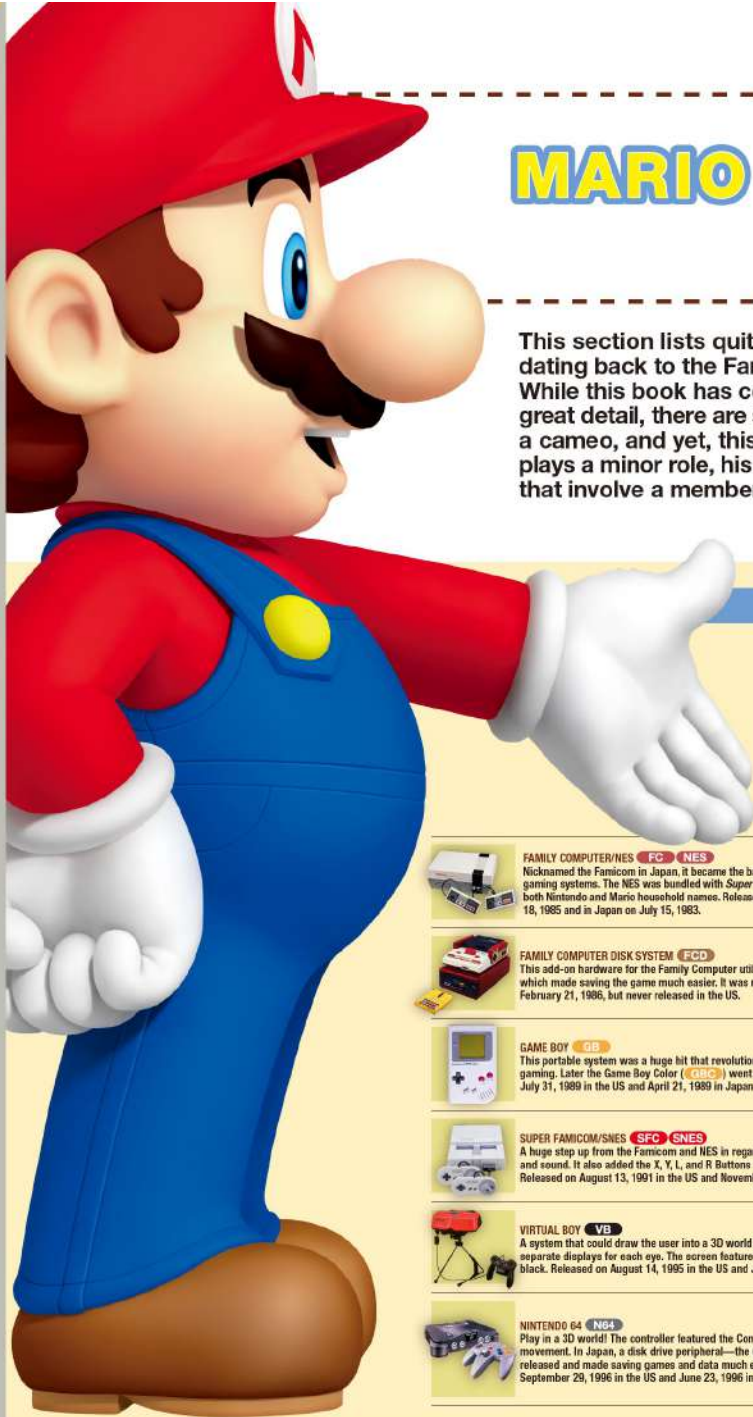 MARIO
This section lists quit
dating back to the Fa
While this book has c
great detail, there are
a cameo, and yet, this
plays a minor role, his
that involve a membe
FAMILY COMPUTER/NES FC NES
Nicknamed the Famicom in Japan, it became the b
gaming systems. The NES was bundled with Super
both Nintendo and Mario household names. Releas
18, 1985 and in Japan on July 15, 1983.
FAMILY COMPUTER DISK SYSTEM FCD
This add-on hardware for the Family Computer util
which made saving the game much easier. It was
February 21, 1986, but never released in the US.
GAME BOY GB
This portable system was a huge hit that revolution
gaming. Later the Game Boy Color (GBC) went
July 31, 1989 in the US and April 21, 1989 in Japan
SUPER FAMICOM/SNES SFC SNES
A huge step up from the Famicom and NES in regar
and sound. It also added the X, Y, L, and R Buttons
Released on August 13, 1991 in the US and Novemb
VIRTUAL BOY VB
A system that could draw the user into a 3D world
separate displays for each eye. The screen feature
black. Released on August 14, 1995 in the US and J
NINTENDO 64 N64
Play in a 3D world! The controller featured the Con
movement. In Japan, a disk drive peripheral—the
released and made saving games and data much e
September 29, 1996 in the US and June 23, 1996 in